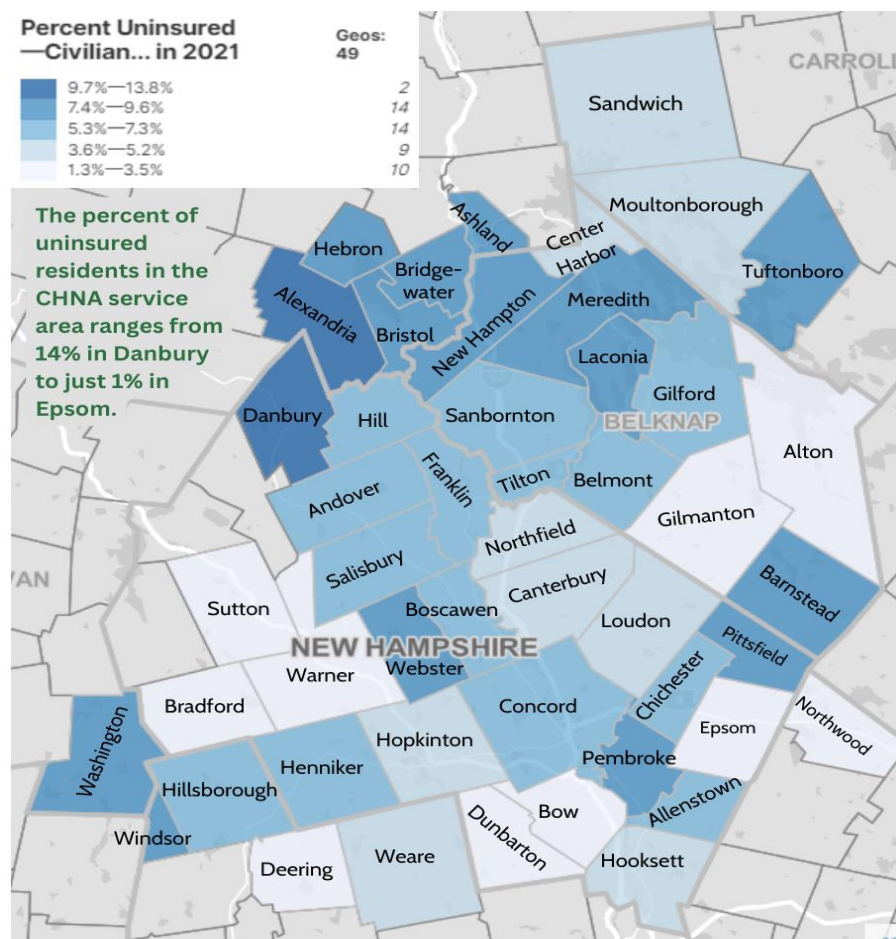 Percent Uninsured
—Civilian... in 2021
Geos:
49
9.7%—13.8% 2
7.4%—9.6% 14
5.3%—7.3% 14
3.6%—5.2% 9
1.3%—3.5% 10
The percent of
uninsured
residents in the
CHNA service
area ranges from
14% in Danbury
to just 1% in
Epsom.
CARROLL
Sandwich
Moultonborough
Ashland
Center
Harbor
Hebron
Bridge-
water
Tuftonboro
Alexandria
Bristol
New Hampton
Meredith
Laconia
Danbury
Hill
Sanbornton
Gilford
BELKNAP
Alton
Franklin
Tilton
Belmont
Andover
Gilmanton
Northfield
Salisbury
Canterbury
Barnstead
VAN
Sutton
Boscawen
Loudon
NEW HAMPSHIRE
Pittsfield
Webster
Warner
Chichester
Bradford
Concord
Epsom
Northwood
Washington
Hopkinton
Henniker
Pembroke
Hillsborough
Allenstown
Bow
Windsor
Dunbarton
Deering
Weare
Hooksett